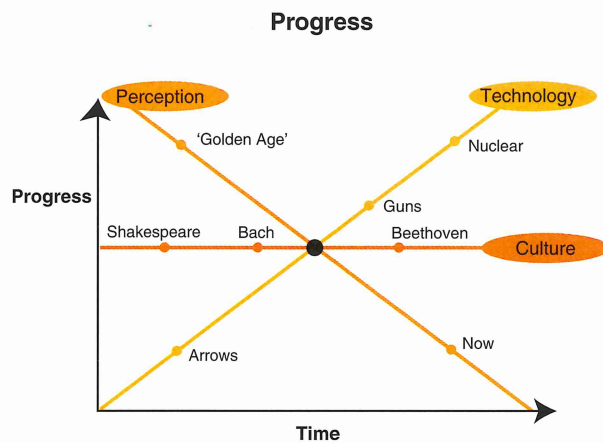 Progress
Perception
Technology
'Golden Age'
Nuclear
Progress
Guns
Shakespeare
Bach
Beethoven
Culture
Now
Arrows
Time